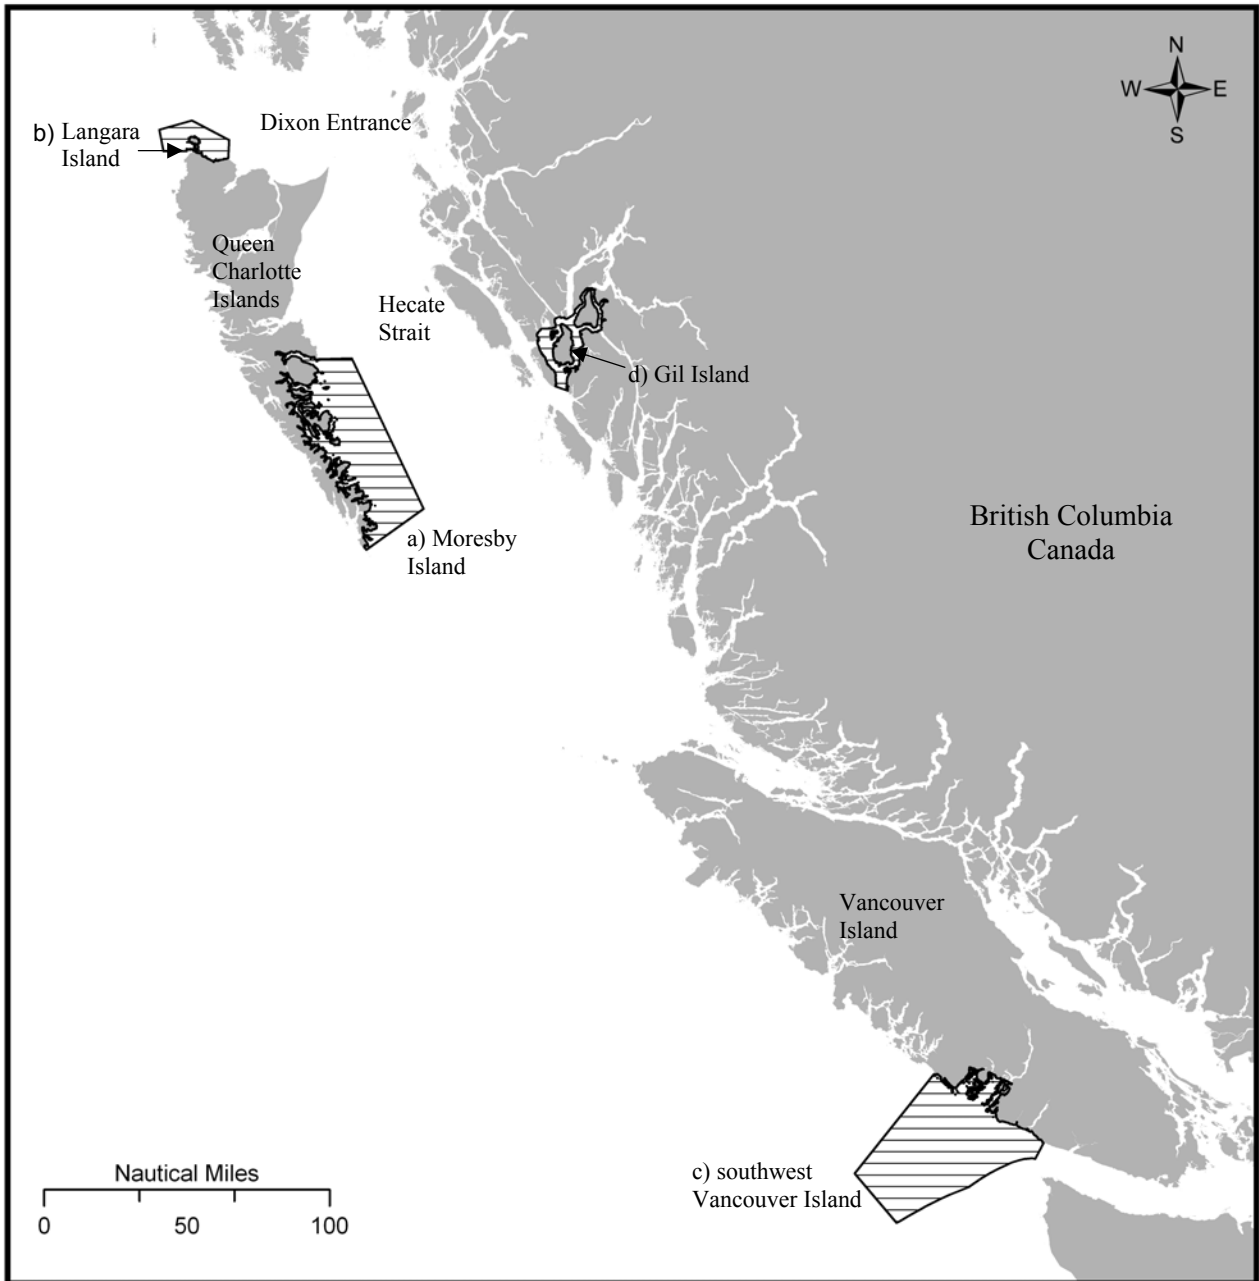 N
W E
S
b) Langara
Island
Dixon Entrance
Queen
Charlotte
Islands
Hecate
Strait
d) Gil Island
a) Moresby
Island
British Columbia
Canada
Vancouver
Island
c) southwest
Vancouver Island
Nautical Miles
0 50 100